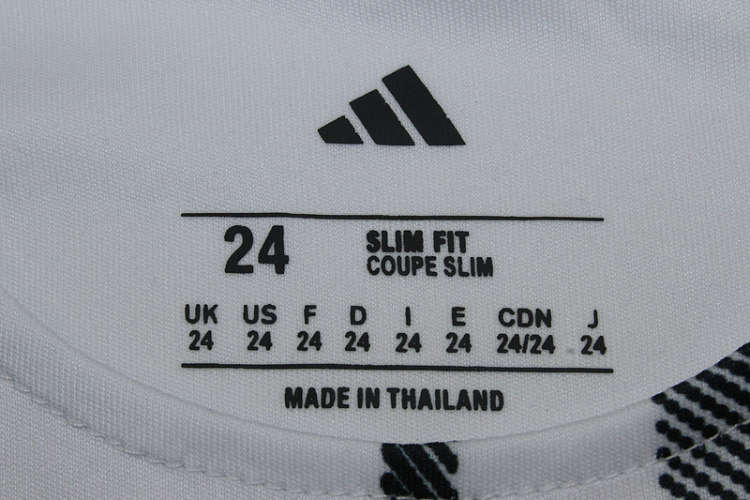 24 SLIM FIT
COUPE SLIM
UK US F D I E CDN J
24 24 24 24 24 24 24/24 24
MADE IN THAILAND